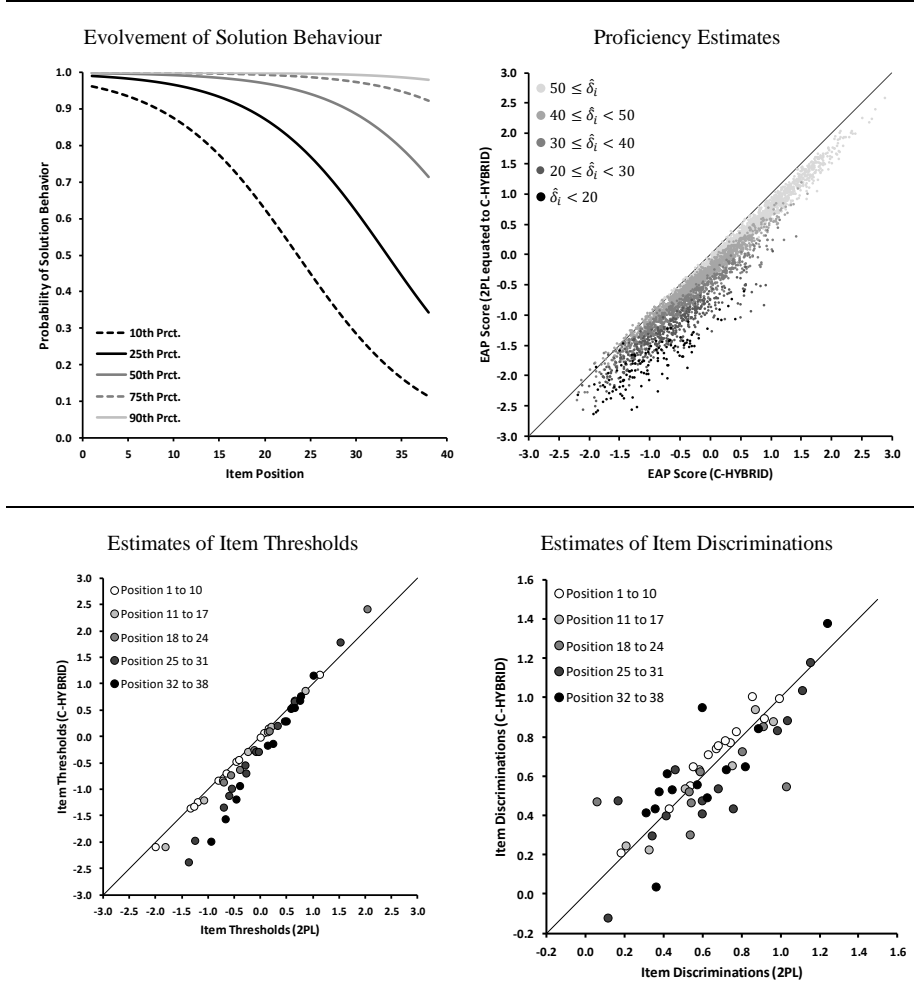 Evolvement of Solution Behaviour
Probability of Solution Behavior
1.0
0.9
0.8
0.7
0.6
0.5
0.4
0.3
0.2
0.1
0.0
10th Prct.
25th Prct.
50th Prct.
75th Prct.
90th Prct.
0 5 10 15 20 25 30 35 40
Item Position
Proficiency Estimates
EAP Score (2PL equated to C-HYBRID)
3.0
2.5
2.0
1.5
1.0
0.5
0.0
-0.5
-1.0
-1.5
-2.0
-2.5
-3.0
50 ≤ δ̂ᵢ
40 ≤ δ̂ᵢ < 50
30 ≤ δ̂ᵢ < 40
20 ≤ δ̂ᵢ < 30
δ̂ᵢ < 20
-3.0 -2.5 -2.0 -1.5 -1.0 -0.5 0.0 0.5 1.0 1.5 2.0 2.5 3.0
EAP Score (C-HYBRID)
Estimates of Item Thresholds
Item Thresholds (C-HYBRID)
3.0
2.5
2.0
1.5
1.0
0.5
0.0
-0.5
-1.0
-1.5
-2.0
-2.5
-3.0
Position 1 to 10
Position 11 to 17
Position 18 to 24
Position 25 to 31
Position 32 to 38
-3.0 -2.5 -2.0 -1.5 -1.0 -0.5 0.0 0.5 1.0 1.5 2.0 2.5 3.0
Item Thresholds (2PL)
Estimates of Item Discriminations
Item Discriminations (C-HYBRID)
1.6
1.4
1.2
1.0
0.8
0.6
0.4
0.2
0.0
-0.2
Position 1 to 10
Position 11 to 17
Position 18 to 24
Position 25 to 31
Position 32 to 38
-0.2 0.0 0.2 0.4 0.6 0.8 1.0 1.2 1.4 1.6
Item Discriminations (2PL)